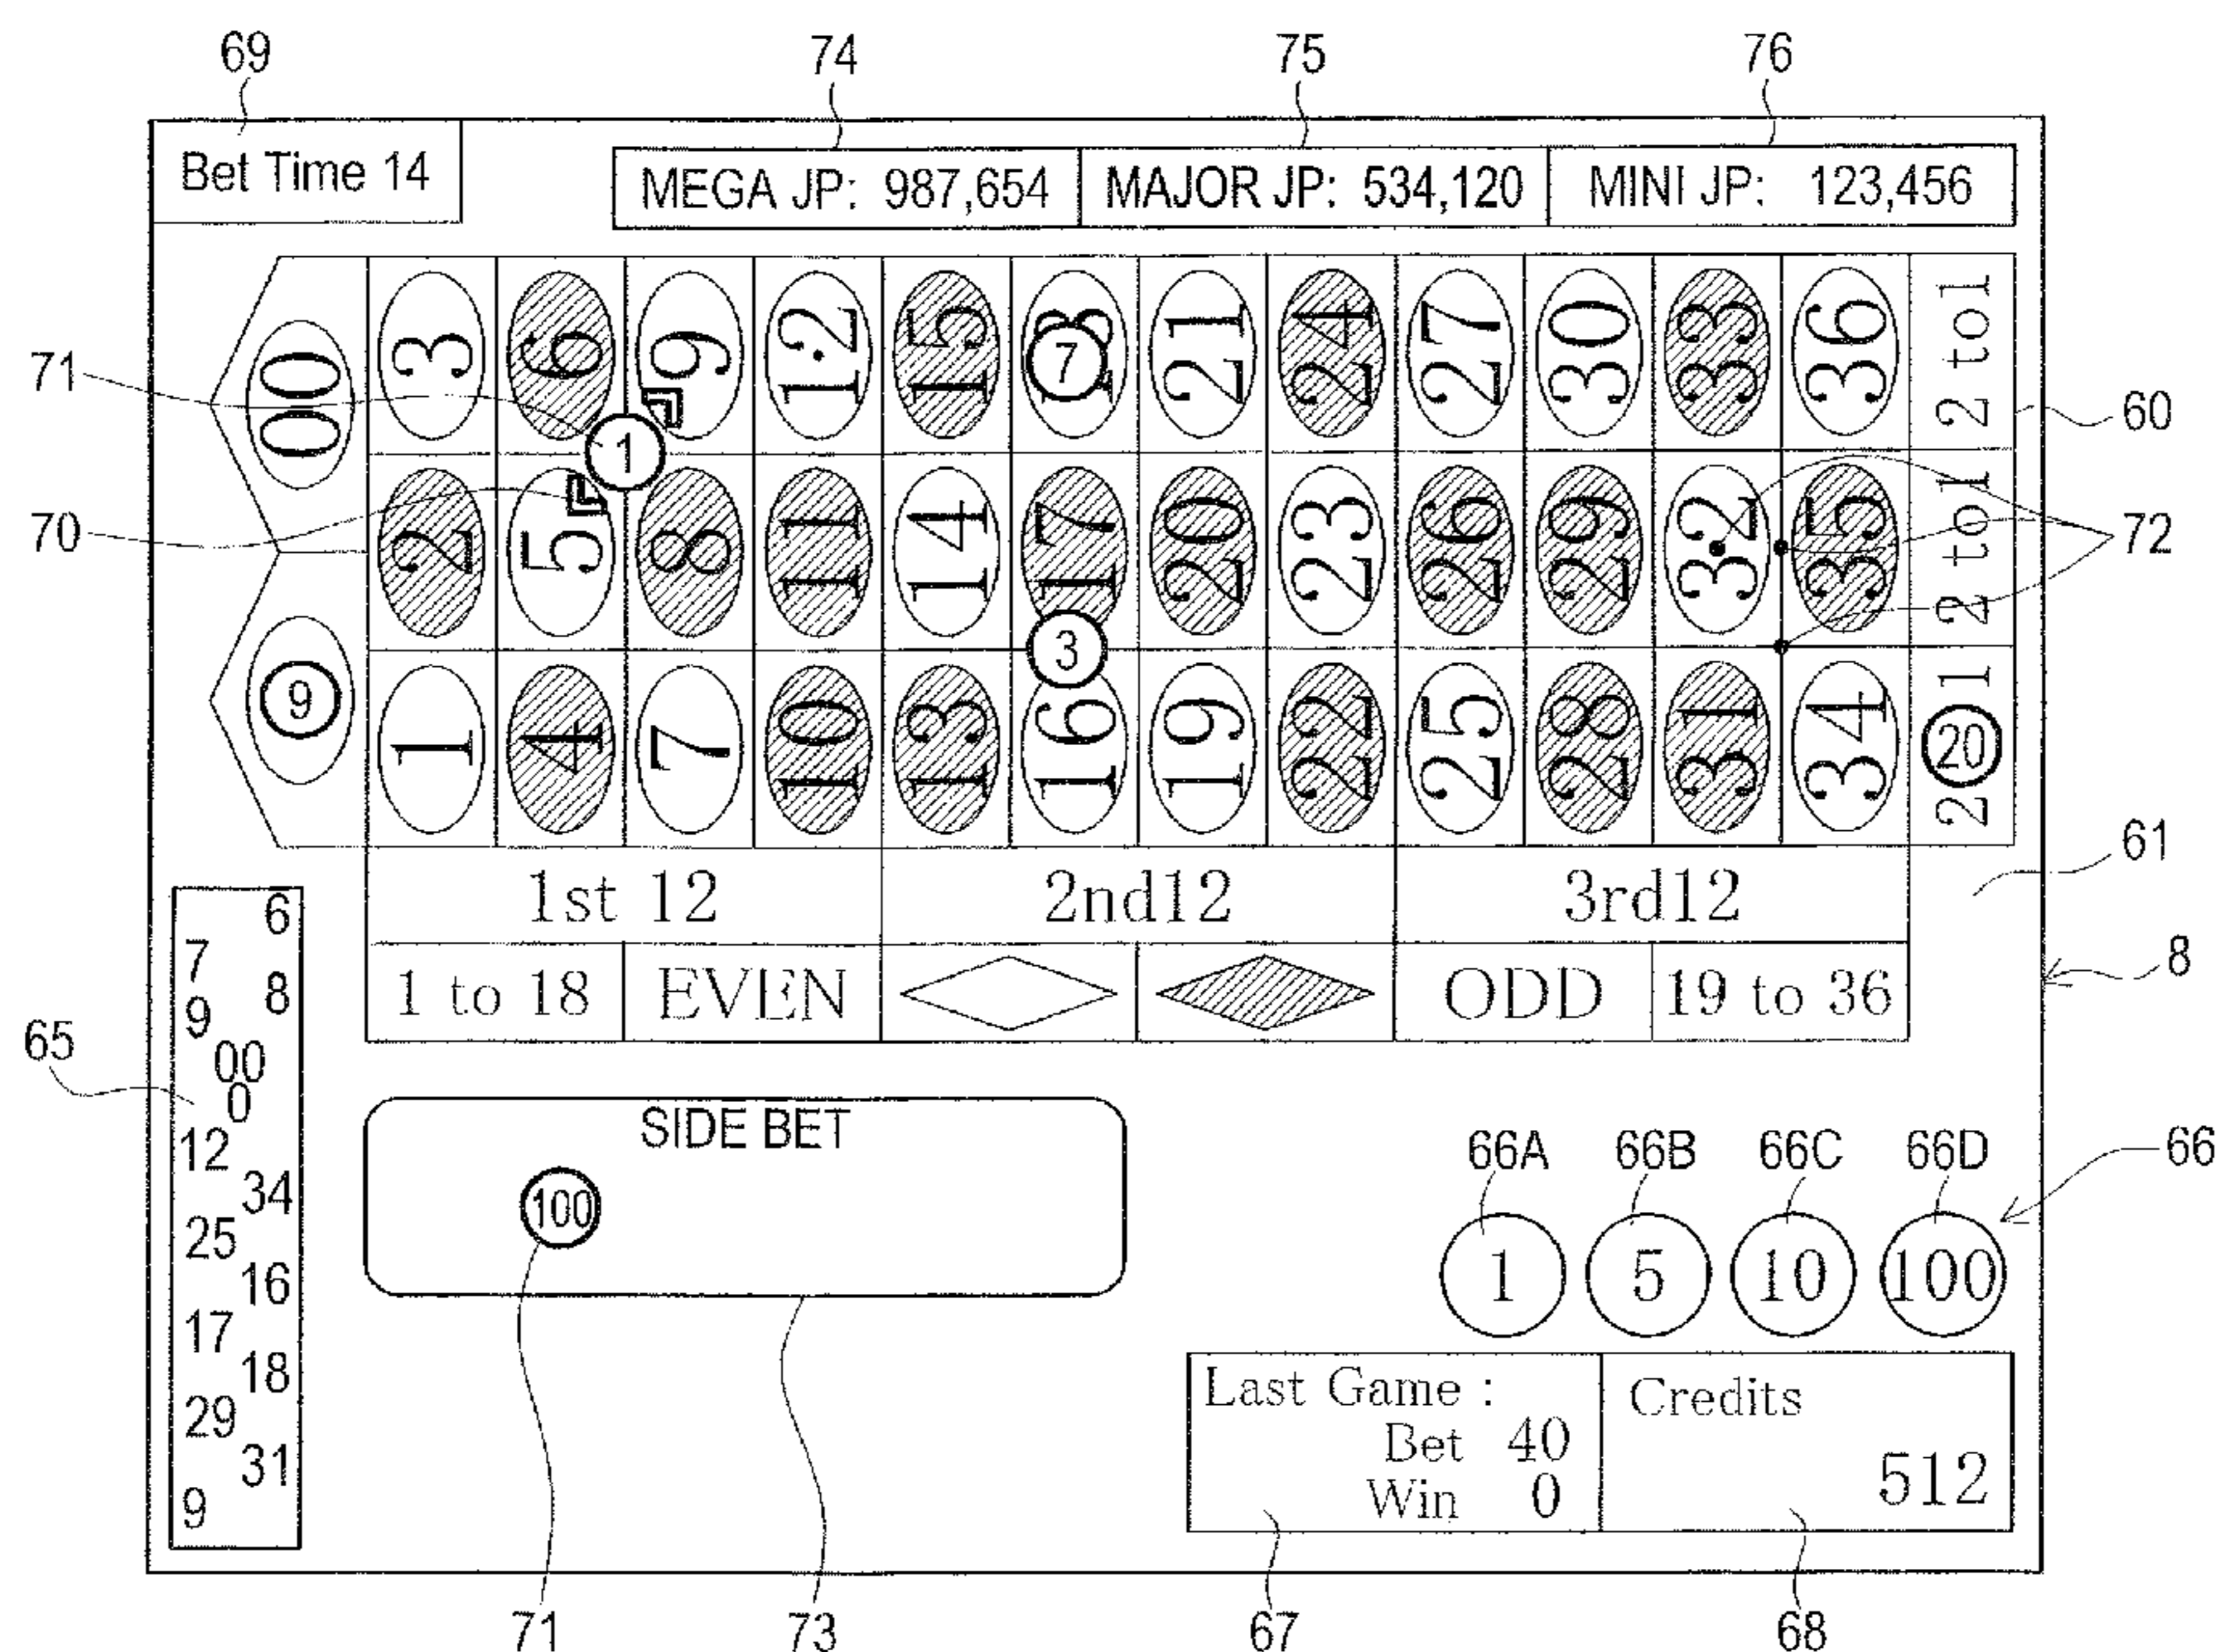 69 74 75 76
Bet Time 14
MEGA JP: 987,654 MAJOR JP: 534,120 MINI JP: 123,456
00 3 6 9 12 15 7 21 24 27 30 33 36 2 to1
71 1 60
70 2 5 8 11 14 17 20 23 26 29 32 35 2 to1 72
3
9 1 4 7 10 13 16 19 22 25 28 31 34 2 20 1
1st 12 2nd12 3rd12 61
1 to 18 EVEN ODD 19 to 36 8
65
6
7
8
9
00
0
12
34
25
16
17
18
29
31
9
SIDE BET
100
66A 66B 66C 66D 66
1 5 10 100
Last Game :
Bet 40
Win 0
Credits
512
71 73 67 68